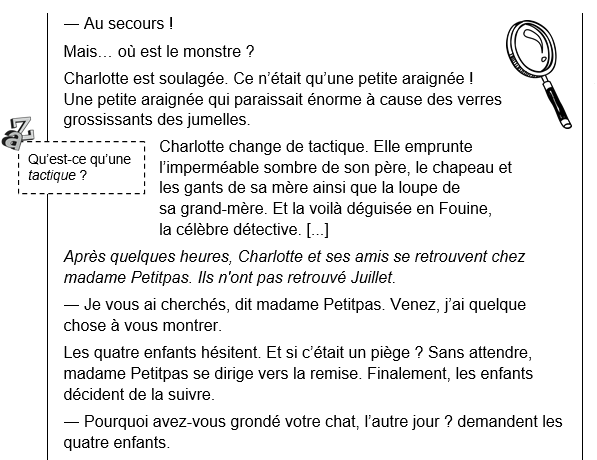 — Au secours !
Mais… où est le monstre ?
Charlotte est soulagée. Ce n’était qu’une petite araignée !
Une petite araignée qui paraissait énorme à cause des verres
grossissants des jumelles.
Qu’est-ce qu’une
tactique ?
Charlotte change de tactique. Elle emprunte
l’imperméable sombre de son père, le chapeau et
les gants de sa mère ainsi que la loupe de
sa grand-mère. Et la voilà déguisée en Fouine,
la célèbre détective. [...]
Après quelques heures, Charlotte et ses amis se retrouvent chez
madame Petitpas. Ils n'ont pas retrouvé Juillet.
— Je vous ai cherchés, dit madame Petitpas. Venez, j’ai quelque
chose à vous montrer.
Les quatre enfants hésitent. Et si c’était un piège ? Sans attendre,
madame Petitpas se dirige vers la remise. Finalement, les enfants
décident de la suivre.
— Pourquoi avez-vous grondé votre chat, l’autre jour ? demandent les
quatre enfants.